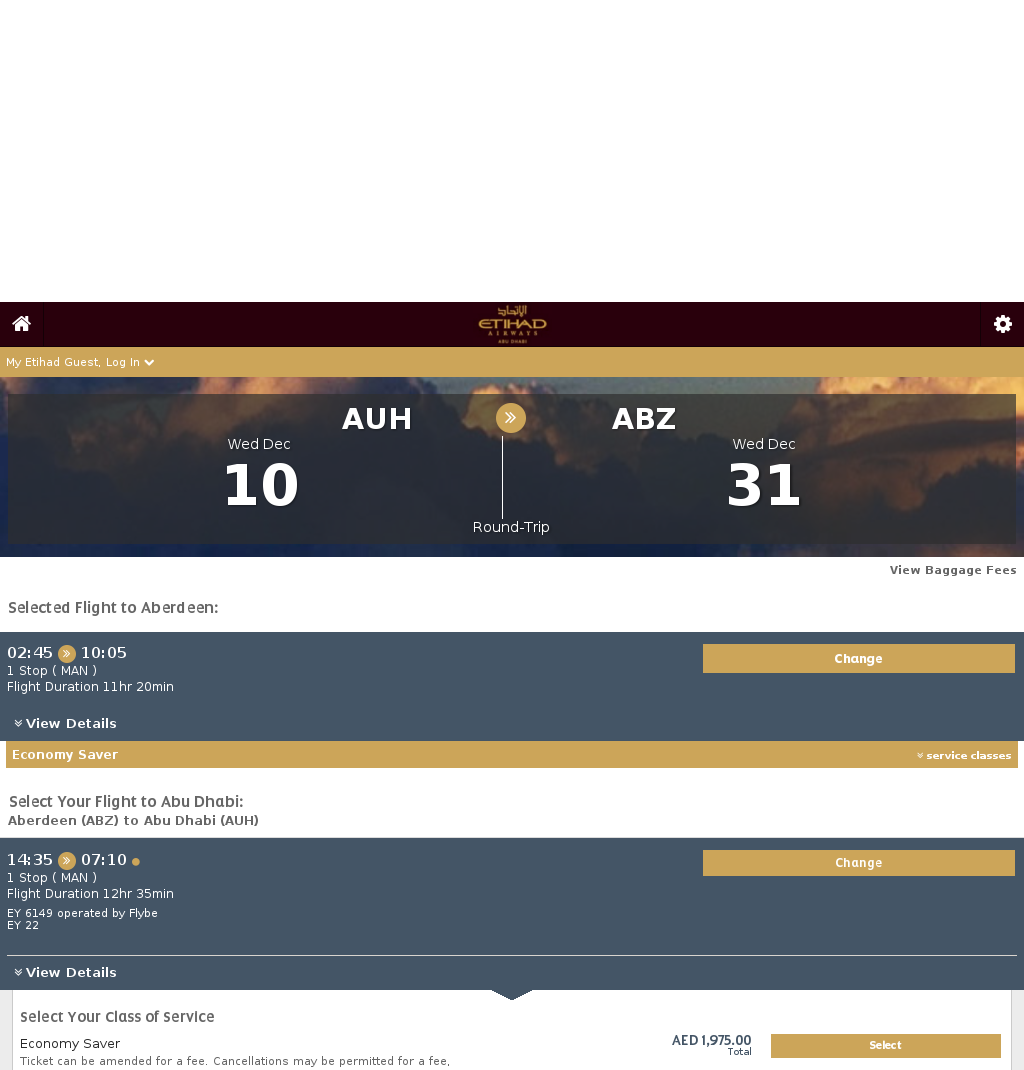 الإتحاد
ETIHAD
AIRWAYS
ABU DHABI
My Etihad Guest, Log In
AUH ABZ
Wed Dec Wed Dec
10 31
Round-Trip
View Baggage Fees
Selected Flight to Aberdeen:
02:45 10:05 Change
1 Stop ( MAN )
Flight Duration 11hr 20min
View Details
Economy Saver service classes
Select Your Flight to Abu Dhabi:
Aberdeen (ABZ) to Abu Dhabi (AUH)
14:35 07:10 Change
1 Stop ( MAN )
Flight Duration 12hr 35min
EY 6149 operated by Flybe
EY 22
View Details
Select Your Class of Service
Economy Saver AED 1,975.00 Select
Total
Ticket can be amended for a fee. Cancellations may be permitted for a fee,